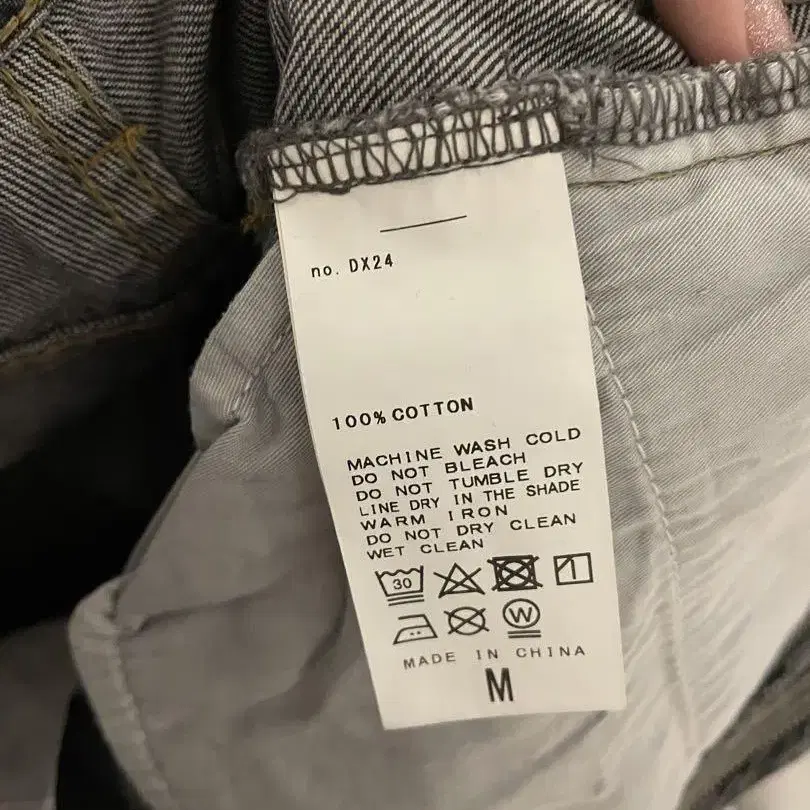 no. DX24
100% COTTON
MACHINE WASH COLD
DO NOT BLEACH
DO NOT TUMBLE DRY
LINE DRY IN THE SHADE
WARM IRON
DO NOT DRY CLEAN
WET CLEAN
30
W
MADE IN CHINA
M